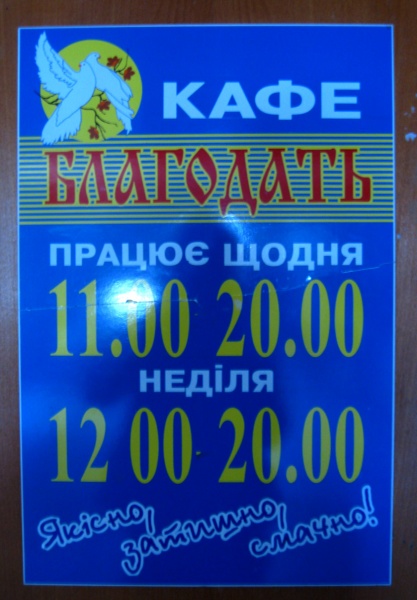 КАФЕ
БЛАГОДАТЬ
ПРАЦЮЄ ЩОДНЯ
11.00 20.00
НЕДІЛЯ
12 00 20.00
Якісно, затишно, смачно!